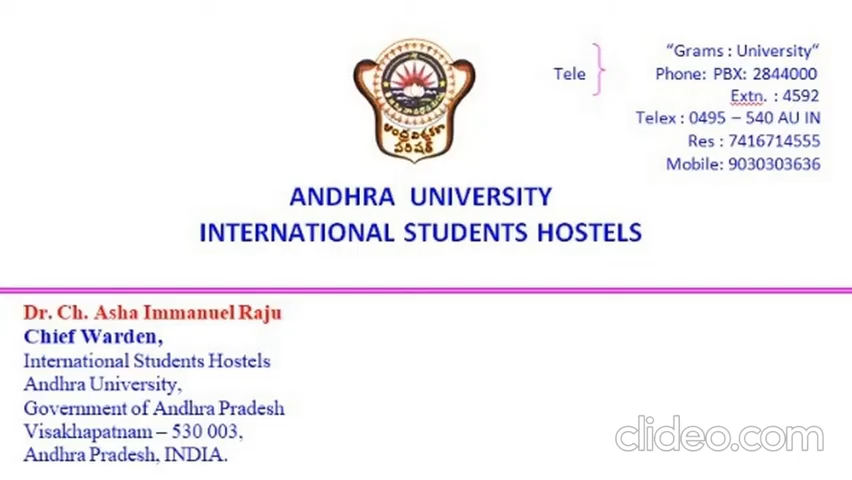 "Grams : University"
Tele
Phone: PBX: 2844000
Extn. : 4592
Telex : 0495 – 540 AU IN
Res : 7416714555
Mobile: 9030303636
ANDHRA UNIVERSITY
INTERNATIONAL STUDENTS HOSTELS
Dr. Ch. Asha Immanuel Raju
Chief Warden,
International Students Hostels
Andhra University,
Government of Andhra Pradesh
Visakhapatnam – 530 003,
Andhra Pradesh, INDIA.
clideo.com